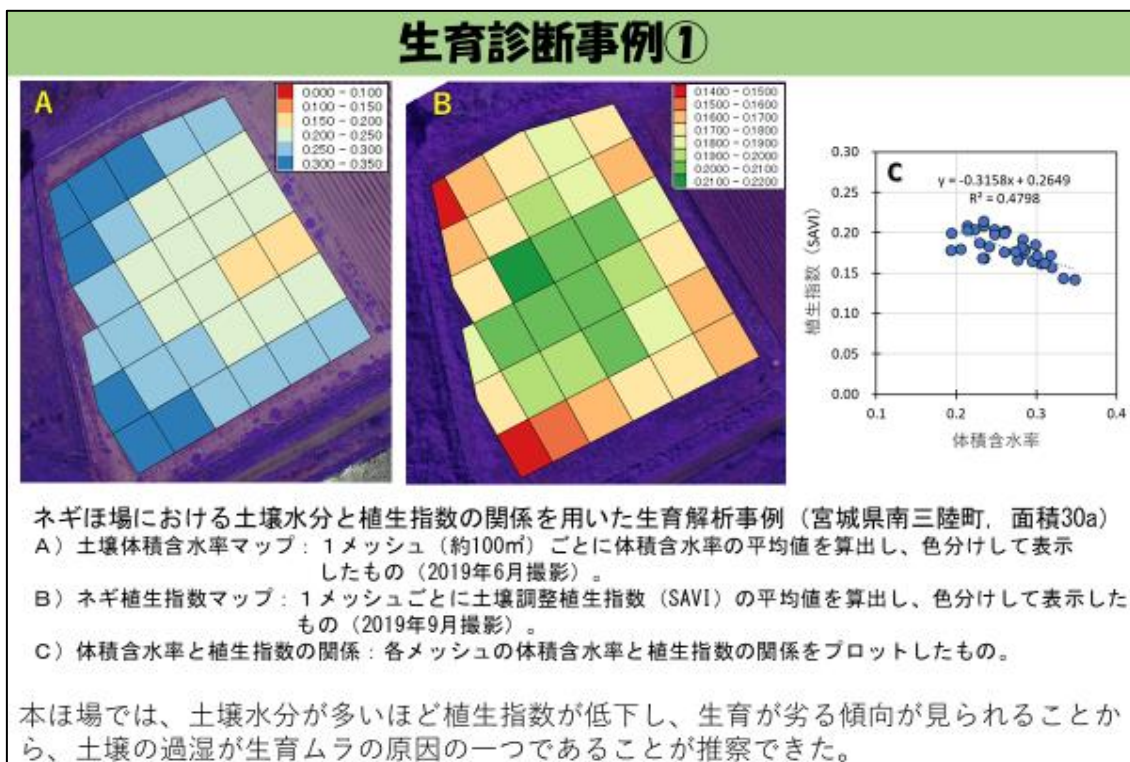 生育診断事例①
A
0.000 - 0.100
0.100 - 0.150
0.150 - 0.200
0.200 - 0.250
0.250 - 0.300
0.300 - 0.350
B
0.1400 - 0.1500
0.1500 - 0.1600
0.1600 - 0.1700
0.1700 - 0.1800
0.1800 - 0.1900
0.1900 - 0.2000
0.2000 - 0.2100
0.2100 - 0.2200
C
y = -0.3158x + 0.2649
R² = 0.4798
植生指数（SAVI）
0.30
0.25
0.20
0.15
0.10
0.05
0.00
0.1 0.2 0.3 0.4
体積含水率
ネギほ場における土壌水分と植生指数の関係を用いた生育解析事例（宮城県南三陸町，面積30a）
A）土壌体積含水率マップ：１メッシュ（約100㎡）ごとに体積含水率の平均値を算出し、色分けして表示
したもの（2019年6月撮影）。
B）ネギ植生指数マップ：１メッシュごとに土壌調整植生指数（SAVI）の平均値を算出し、色分けして表示した
もの（2019年9月撮影）。
C）体積含水率と植生指数の関係：各メッシュの体積含水率と植生指数の関係をプロットしたもの。
本ほ場では、土壌水分が多いほど植生指数が低下し、生育が劣る傾向が見られることか
ら、土壌の過湿が生育ムラの原因の一つであることが推察できた。